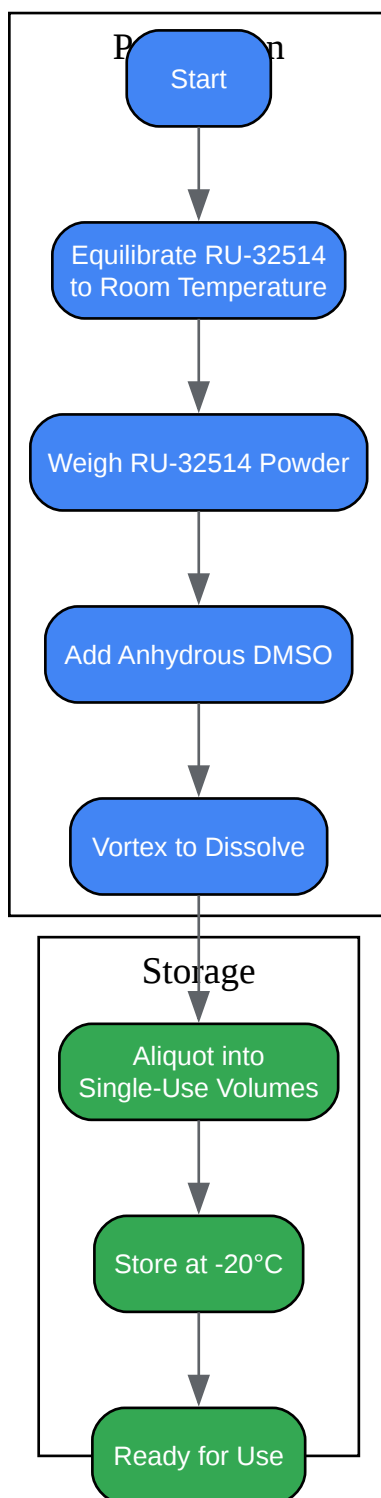 Start
Equilibrate RU-32514
to Room Temperature
Weigh RU-32514 Powder
Add Anhydrous DMSO
Vortex to Dissolve
Storage
Aliquot into
Single-Use Volumes
Store at -20°C
Ready for Use